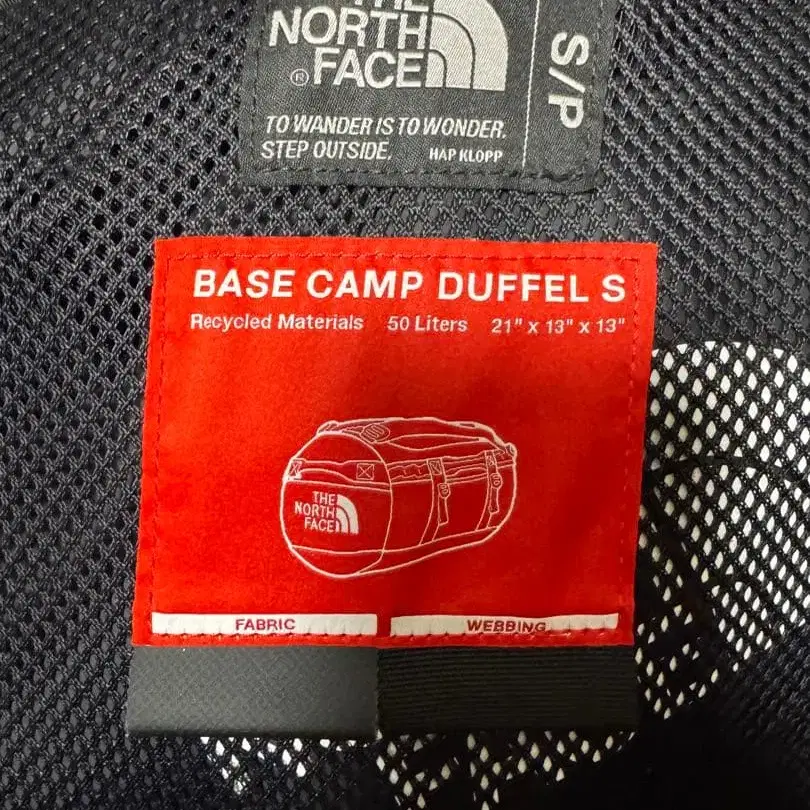 THE
NORTH
FACE
®
S/P
TO WANDER IS TO WONDER.
STEP OUTSIDE. HAP KLOPP
BASE CAMP DUFFEL S
Recycled Materials 50 Liters 21" x 13" x 13"
THE
NORTH
FACE
FABRIC WEBBING